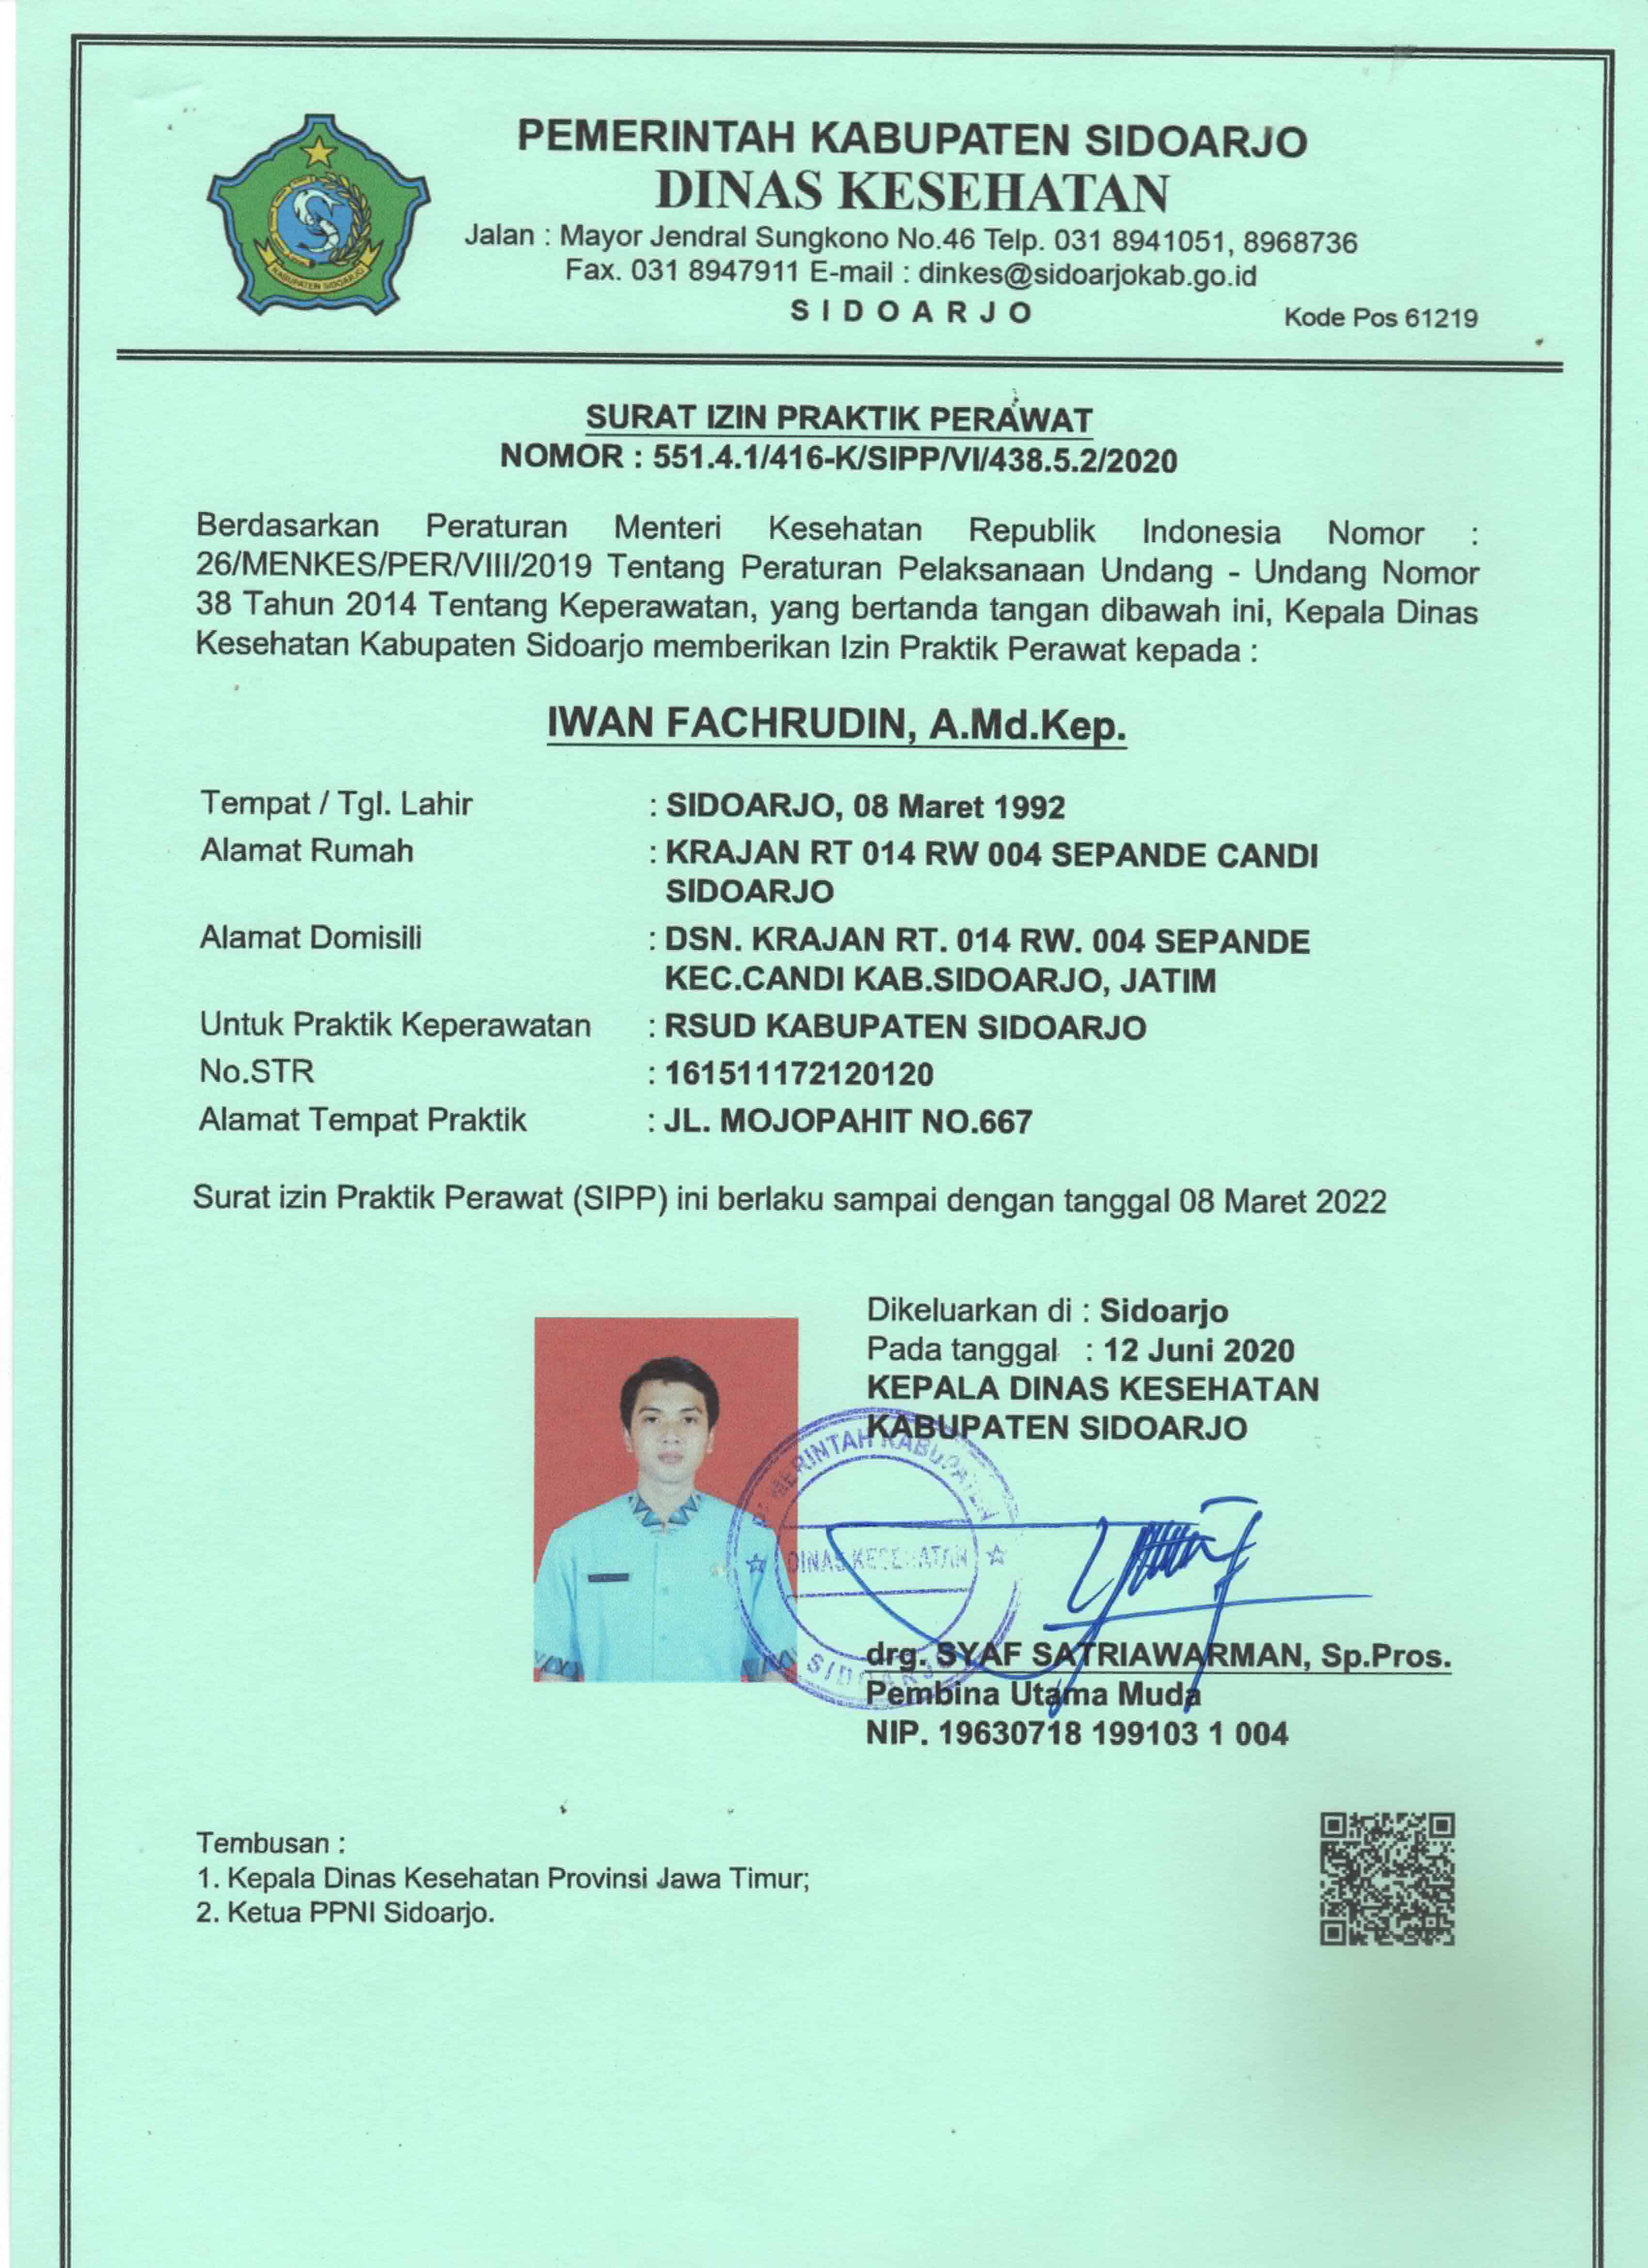 PEMERINTAH KABUPATEN SIDOARJO
DINAS KESEHATAN
Jalan : Mayor Jendral Sungkono No.46 Telp. 031 8941051, 8968736
Fax. 031 8947911 E-mail : dinkes@sidoarjokab.go.id
SIDOARJO Kode Pos 61219
KABUPATEN SIDOARJO
SURAT IZIN PRAKTIK PERAWAT
NOMOR : 551.4.1/416-K/SIPP/VI/438.5.2/2020
Berdasarkan Peraturan Menteri Kesehatan Republik Indonesia Nomor :
26/MENKES/PER/VIII/2019 Tentang Peraturan Pelaksanaan Undang - Undang Nomor
38 Tahun 2014 Tentang Keperawatan, yang bertanda tangan dibawah ini, Kepala Dinas
Kesehatan Kabupaten Sidoarjo memberikan Izin Praktik Perawat kepada :
IWAN FACHRUDIN, A.Md.Kep.
Tempat / Tgl. Lahir : SIDOARJO, 08 Maret 1992
Alamat Rumah : KRAJAN RT 014 RW 004 SEPANDE CANDI
SIDOARJO
Alamat Domisili : DSN. KRAJAN RT. 014 RW. 004 SEPANDE
KEC.CANDI KAB.SIDOARJO, JATIM
Untuk Praktik Keperawatan : RSUD KABUPATEN SIDOARJO
No.STR : 161511172120120
Alamat Tempat Praktik : JL. MOJOPAHIT NO.667
Surat izin Praktik Perawat (SIPP) ini berlaku sampai dengan tanggal 08 Maret 2022
Dikeluarkan di : Sidoarjo
Pada tanggal : 12 Juni 2020
KEPALA DINAS KESEHATAN
KABUPATEN SIDOARJO
PEMERINTAH KABUPATEN
DINAS KESEHATAN
SIDOARJO
drg. SYAF SATRIAWARMAN, Sp.Pros.
Pembina Utama Muda
NIP. 19630718 199103 1 004
Tembusan :
1. Kepala Dinas Kesehatan Provinsi Jawa Timur;
2. Ketua PPNI Sidoarjo.